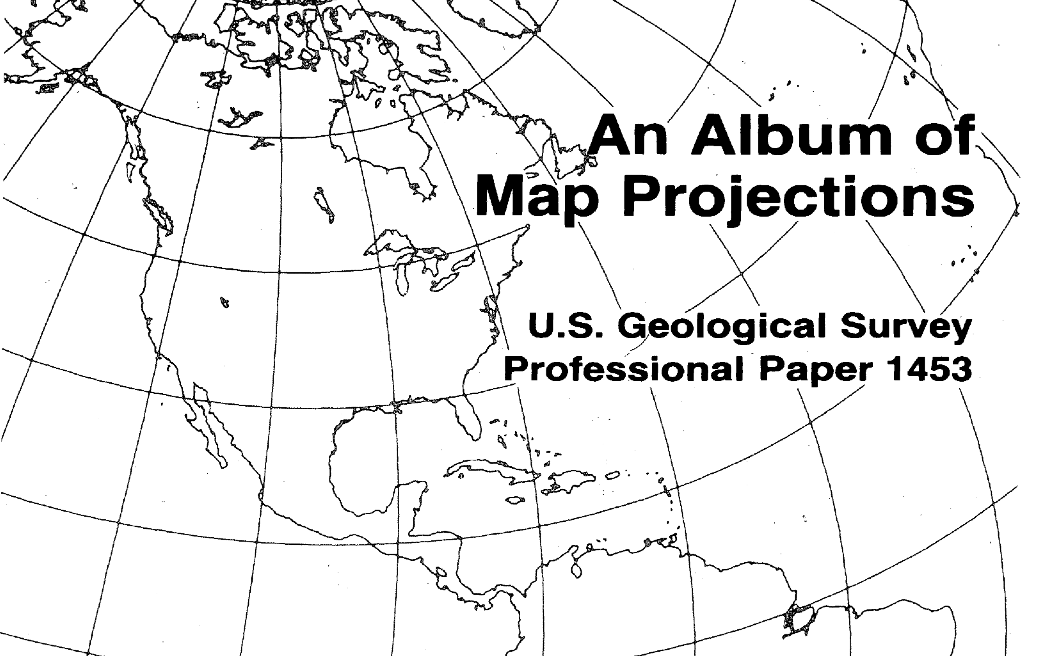 An Album of
Map Projections
U.S. Geological Survey
Professional Paper 1453